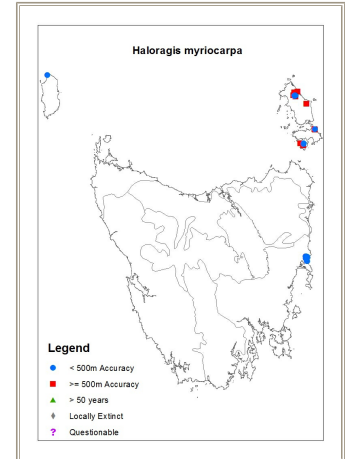 Haloragis myriocarpa
Legend
< 500m Accuracy
>= 500m Accuracy
> 50 years
Locally Extinct
? Questionable